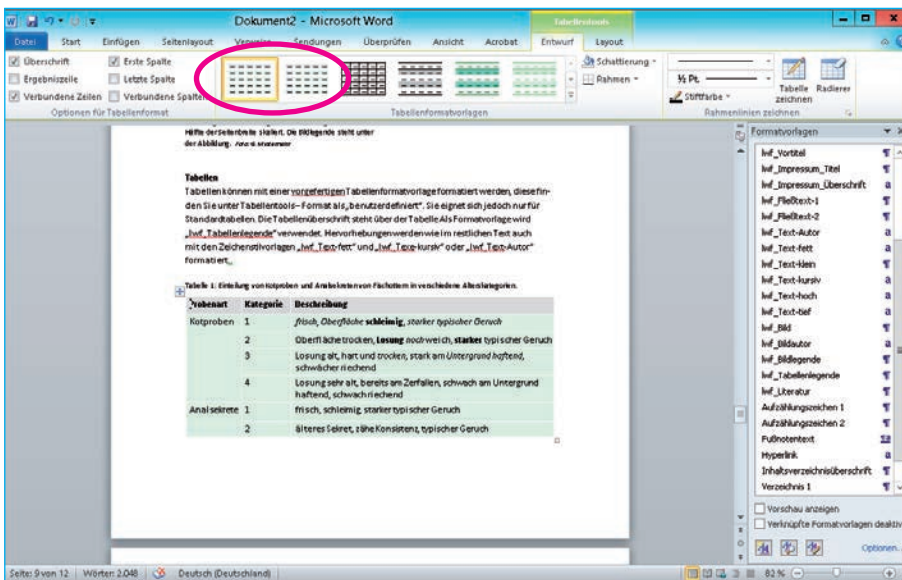 Dokument2 - Microsoft Word
Tabellentools
Datei Start Einfügen Seitenlayout Verweise Sendungen Überprüfen Ansicht Acrobat Entwurf Layout
Überschrift Erste Spalte
Ergebniszeile Letzte Spalte
Verbundene Zeilen Verbundene Spalten
Schattierung
Rahmen
½ Pt.
Stiftfarbe
Tabelle zeichnen
Radierer
Optionen für Tabellenformat Tabellenformatvorlagen Rahmenlinien zeichnen
Hälfte der Seitenbreite skaliert. Die Bildlegende steht unter
der Abbildung.
Tabellen
Tabellen können mit einer vorgefertigen Tabellenformatvorlage formatiert werden, diese fin-
den Sie unter Tabellentools – Format als „benutzerdefiniert“. Sie eignet sich jedoch nur für
Standardtabellen. Die Tabellenüberschrift steht über der Tabelle Als Formatvorlage wird
„lwf_Tabellenlegende“ verwendet. Hervorhebungen werden wie im restlichen Text auch
mit den Zeichenstilvorlagen „lwf_Text-fett“ und „lwf_Text-kursiv“ oder „lwf_Text-Autor“
formatiert.
Tabelle 1: Einteilung von Kotproben und Analsekreten von Fischottern in verschiedene Alterskategorien.
Probenart Kategorie Beschreibung
Kotproben 1 frisch, Oberfläche schleimig, starker typischer Geruch
2 Oberfläche trocken, Losung noch weich, starker typischer Geruch
3 Losung alt, hart und trocken, stark am Untergrund haftend,
schwächer riechend
4 Losung sehr alt, bereits am Zerfallen, schwach am Untergrund
haftend, schwach riechend
Analsekrete 1 frisch, schleimig, starker typischer Geruch
2 älteres Sekret, zähe Konsistenz, typischer Geruch
Formatvorlagen
lwf_Vortitel
lwf_Impressum_Titel
lwf_Impressum_Überschrift
lwf_Fließtext-1
lwf_Fließtext-2
lwf_Text-Autor
lwf_Text-fett
lwf_Text-klein
lwf_Text-kursiv
lwf_Text-hoch
lwf_Text-tief
lwf_Bild
lwf_Bildautor
lwf_Bildlegende
lwf_Tabellenlegende
lwf_Literatur
Aufzählungszeichen 1
Aufzählungszeichen 2
Fußnotentext
Hyperlink
Inhaltsverzeichnisüberschrift
Verzeichnis 1
Vorschau anzeigen
Verknüpfte Formatvorlagen deaktiv
Optionen...
Seite: 9 von 12 Wörter: 2.048 Deutsch (Deutschland) 82 %